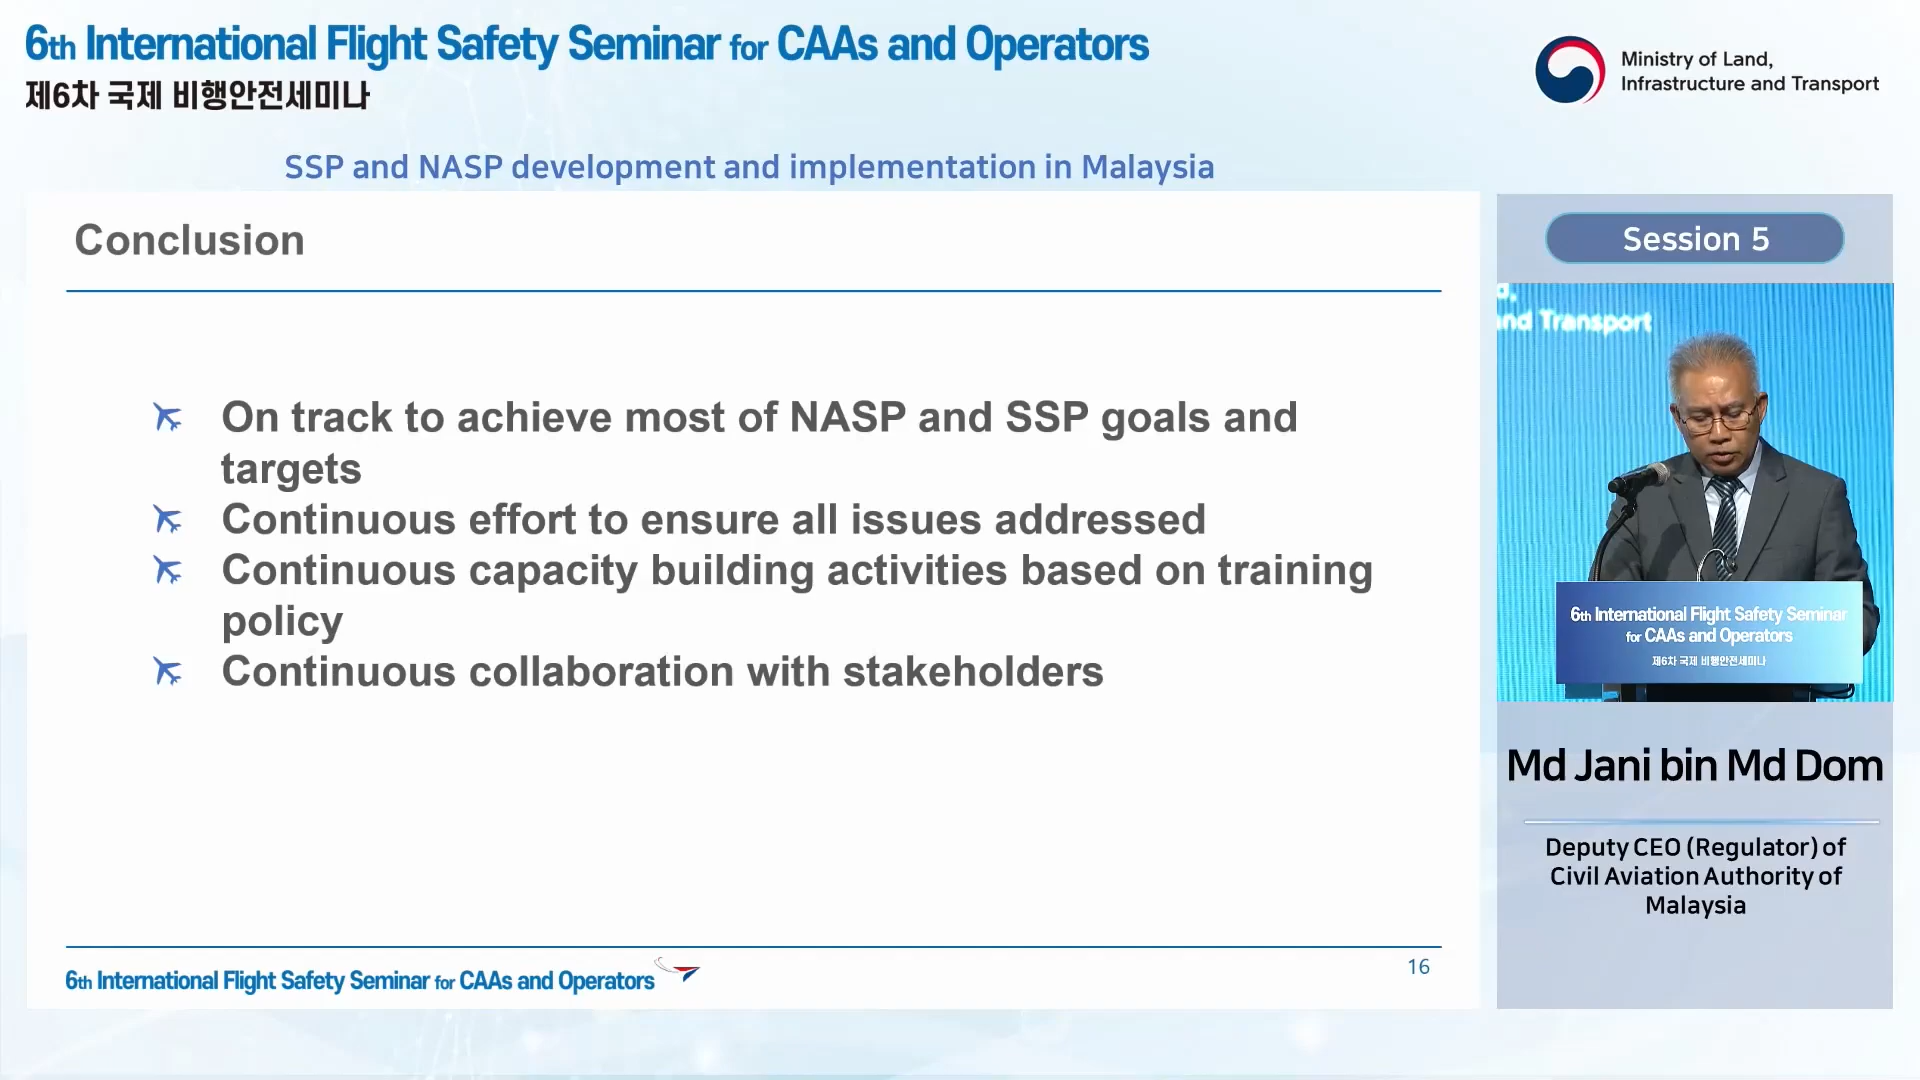 6th International Flight Safety Seminar for CAAs and Operators
제6차 국제 비행안전세미나
Ministry of Land,
Infrastructure and Transport
SSP and NASP development and implementation in Malaysia
Conclusion
On track to achieve most of NASP and SSP goals and
targets
Continuous effort to ensure all issues addressed
Continuous capacity building activities based on training
policy
Continuous collaboration with stakeholders
6th International Flight Safety Seminar for CAAs and Operators
16
Session 5
and Transport
6th International Flight Safety Seminar
for CAAs and Operators
제6차 국제 비행안전세미나
Md Jani bin Md Dom
Deputy CEO (Regulator) of
Civil Aviation Authority of
Malaysia